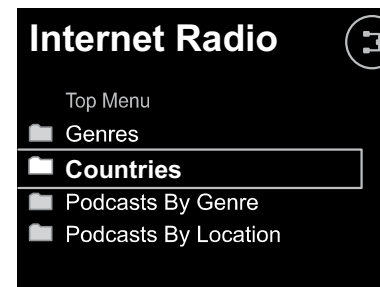 Internet Radio
Top Menu
Genres
Countries
Podcasts By Genre
Podcasts By Location